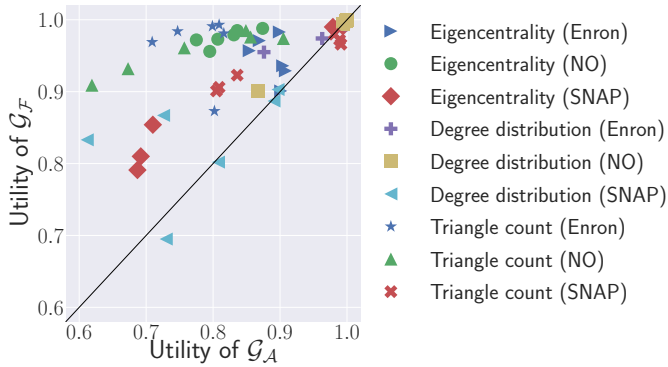 1.0
0.9
0.8
0.7
0.6
Utility of 𝒢_ℱ
0.6 0.7 0.8 0.9 1.0
Utility of 𝒢_𝒜
Eigencentrality (Enron)
Eigencentrality (NO)
Eigencentrality (SNAP)
Degree distribution (Enron)
Degree distribution (NO)
Degree distribution (SNAP)
Triangle count (Enron)
Triangle count (NO)
Triangle count (SNAP)